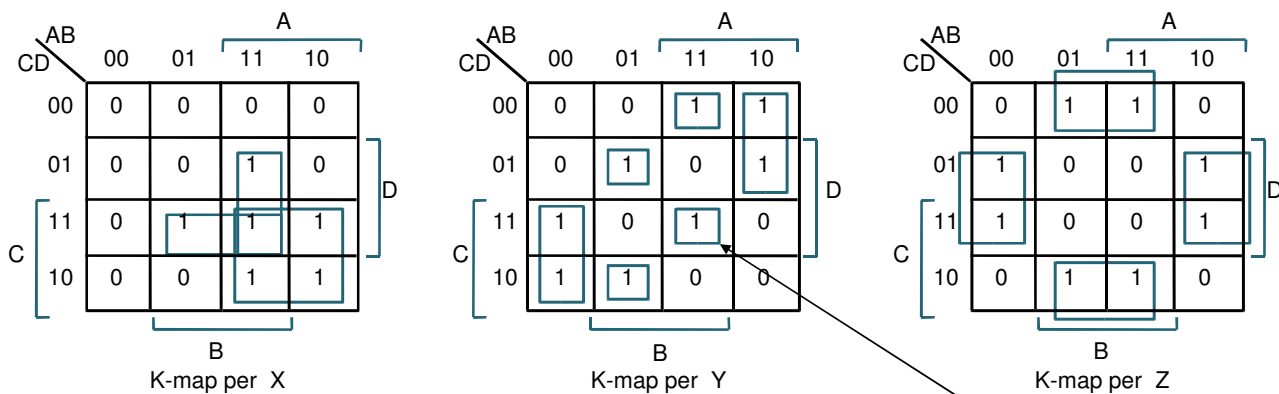 A A A
AB AB AB
CD 00 01 11 10 CD 00 01 11 10 CD 00 01 11 10
00 0 0 0 0 00 0 0 1 1 00 0 1 1 0
01 0 0 1 0 01 0 1 0 1 01 1 0 0 1
D D D
11 0 1 1 1 11 1 0 1 0 11 1 0 0 1
C C C
10 0 0 1 1 10 1 1 0 0 10 0 1 1 0
B B B
K-map per X K-map per Y K-map per Z